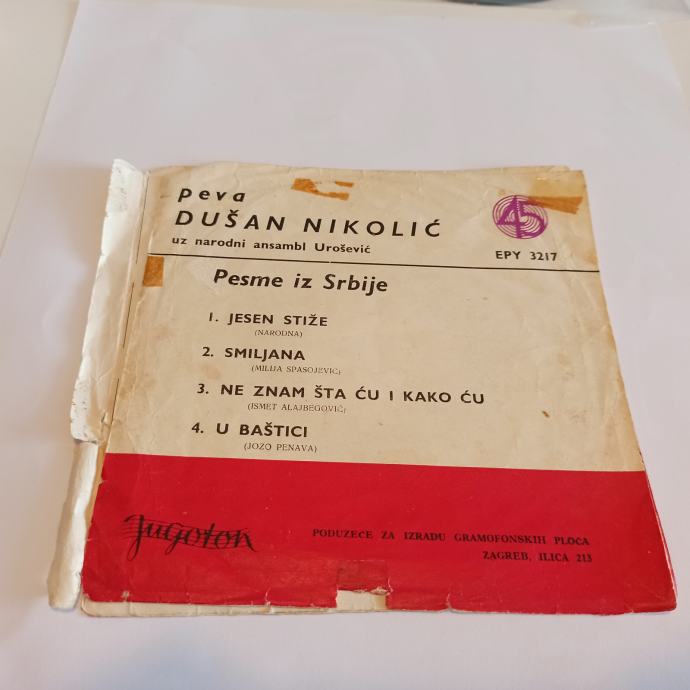 peva
DUŠAN NIKOLIĆ
uz narodni ansambl Urošević
45
EPY 3217
Pesme iz Srbije
1. JESEN STIŽE
(NARODNA)
2. SMILJANA
(MILIJA SPASOJEVIĆ)
3. NE ZNAM ŠTA ĆU I KAKO ĆU
(ISMET ALAJBEGOVIĆ)
4. U BAŠTICI
(JOZO PENAVA)
Jugoton
PODUZEĆE ZA IZRADU GRAMOFONSKIH PLOČA
ZAGREB, ILICA 213